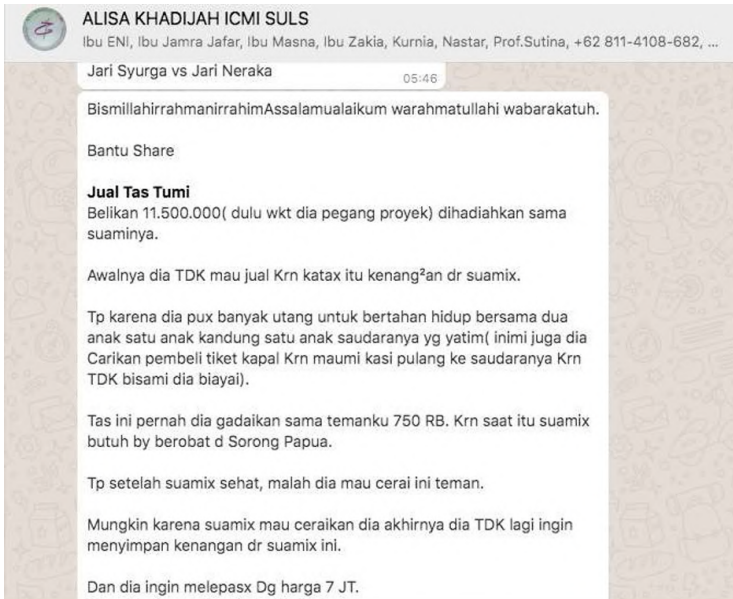 ALISA KHADIJAH ICMI SULS
Ibu ENI, Ibu Jamra Jafar, Ibu Masna, Ibu Zakia, Kurnia, Nastar, Prof.Sutina, +62 811-4108-682, ...
Jari Syurga vs Jari Neraka
05:46
BismillahirrahmanirrahimAssalamualaikum warahmatullahi wabarakatuh.
Bantu Share
Jual Tas Tumi
Belikan 11.500.000( dulu wkt dia pegang proyek) dihadiahkan sama
suaminya.
Awalnya dia TDK mau jual Krn katax itu kenang²an dr suamix.
Tp karena dia pux banyak utang untuk bertahan hidup bersama dua
anak satu anak kandung satu anak saudaranya yg yatim( inimi juga dia
Carikan pembeli tiket kapal Krn maumi kasi pulang ke saudaranya Krn
TDK bisami dia biayai).
Tas ini pernah dia gadaikan sama temanku 750 RB. Krn saat itu suamix
butuh by berobat d Sorong Papua.
Tp setelah suamix sehat, malah dia mau cerai ini teman.
Mungkin karena suamix mau ceraikan dia akhirnya dia TDK lagi ingin
menyimpan kenangan dr suamix ini.
Dan dia ingin melepasx Dg harga 7 JT.